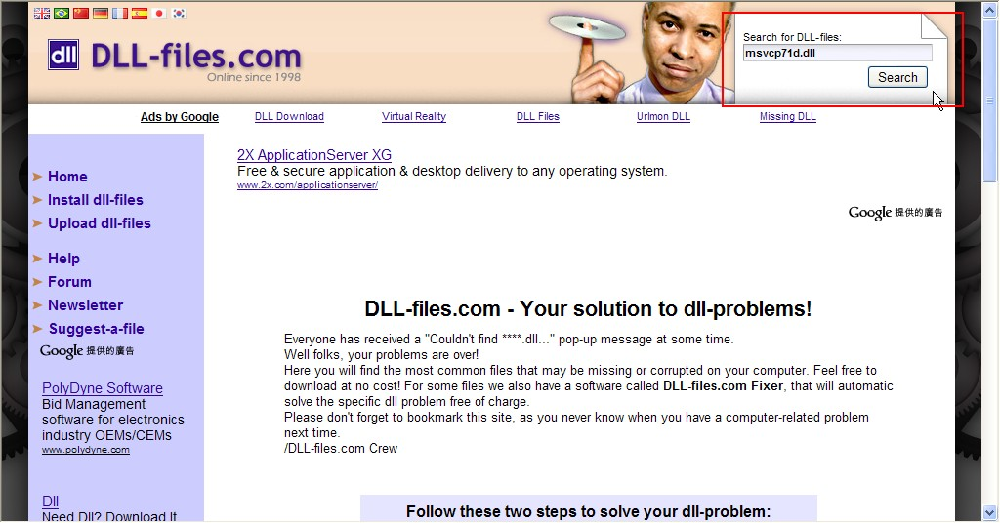 dll DLL-files.com
Online since 1998
Search for DLL-files:
msvcp71d.dll
Search
Ads by Google DLL Download Virtual Reality DLL Files Urlmon DLL Missing DLL
Home
Install dll-files
Upload dll-files
Help
Forum
Newsletter
Suggest-a-file
Google 提供的廣告
PolyDyne Software
Bid Management
software for electronics
industry OEMs/CEMs
www.polydyne.com
Dll
Need Dll? Download It
2X ApplicationServer XG
Free & secure application & desktop delivery to any operating system.
www.2x.com/applicationserver/
Google 提供的廣告
DLL-files.com - Your solution to dll-problems!
Everyone has received a "Couldn't find ****.dll..." pop-up message at some time.
Well folks, your problems are over!
Here you will find the most common files that may be missing or corrupted on your computer. Feel free to
download at no cost! For some files we also have a software called DLL-files.com Fixer, that will automatic
solve the specific dll problem free of charge.
Please don't forget to bookmark this site, as you never know when you have a computer-related problem
next time.
/DLL-files.com Crew
Follow these two steps to solve your dll-problem: